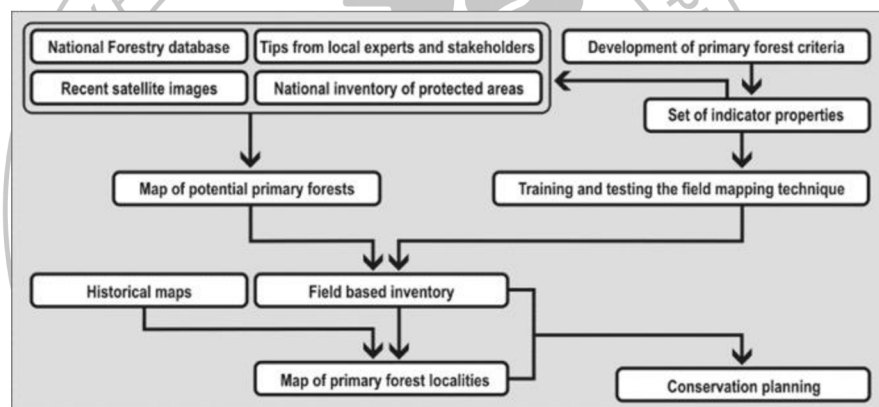 National Forestry database
Tips from local experts and stakeholders
Development of primary forest criteria
Recent satellite images
National inventory of protected areas
Set of indicator properties
Map of potential primary forests
Training and testing the field mapping technique
Historical maps
Field based inventory
Map of primary forest localities
Conservation planning